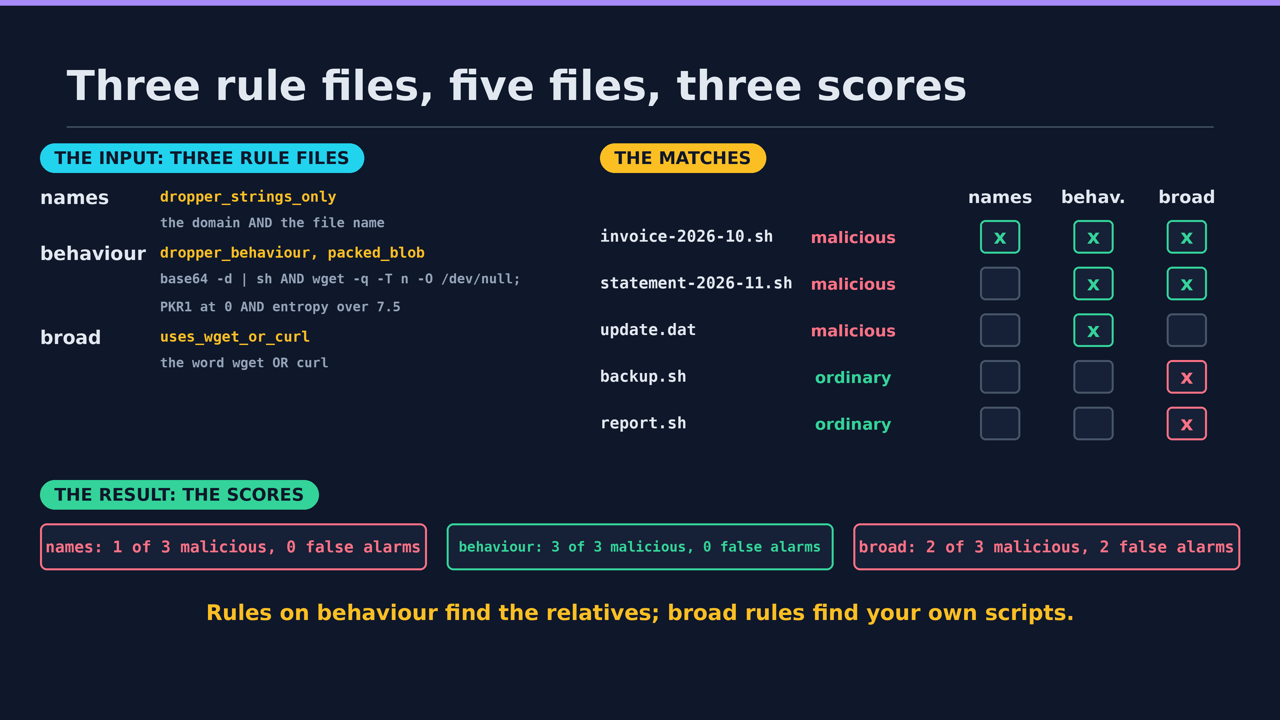 Three rule files, five files, three scores
THE INPUT: THREE RULE FILES
names dropper_strings_only
the domain AND the file name
behaviour dropper_behaviour, packed_blob
base64 -d | sh AND wget -q -T n -O /dev/null;
PKR1 at 0 AND entropy over 7.5
broad uses_wget_or_curl
the word wget OR curl
THE MATCHES
names behav. broad
invoice-2026-10.sh malicious x x x
statement-2026-11.sh malicious x x
update.dat malicious x
backup.sh ordinary x
report.sh ordinary x
THE RESULT: THE SCORES
names: 1 of 3 malicious, 0 false alarms
behaviour: 3 of 3 malicious, 0 false alarms
broad: 2 of 3 malicious, 2 false alarms
Rules on behaviour find the relatives; broad rules find your own scripts.